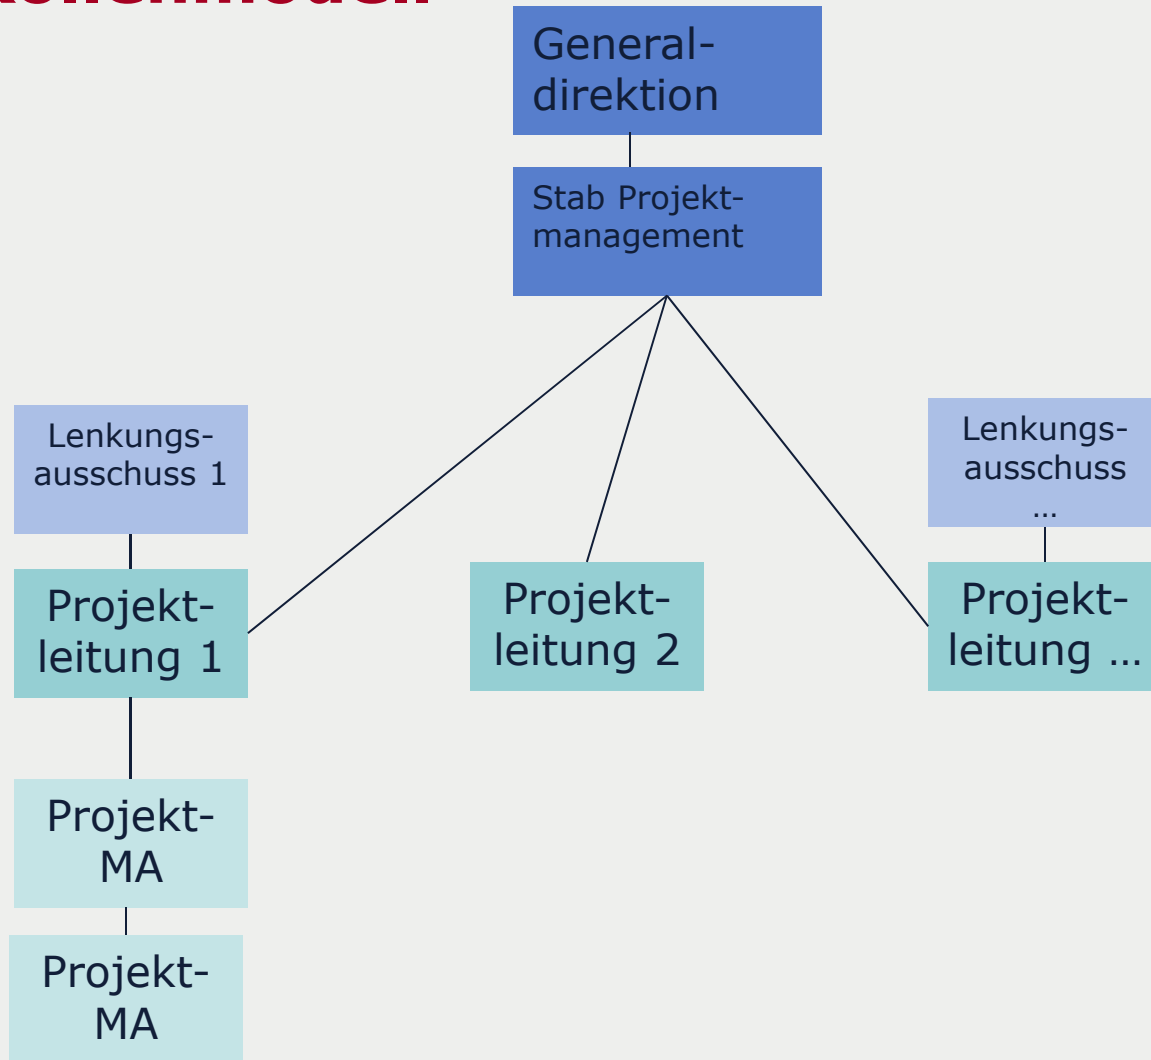 General-
direktion
Stab Projekt-
management
Lenkungs-
ausschuss 1
Lenkungs-
ausschuss
…
Projekt-
leitung 1
Projekt-
leitung 2
Projekt-
leitung …
Projekt-
MA
Projekt-
MA